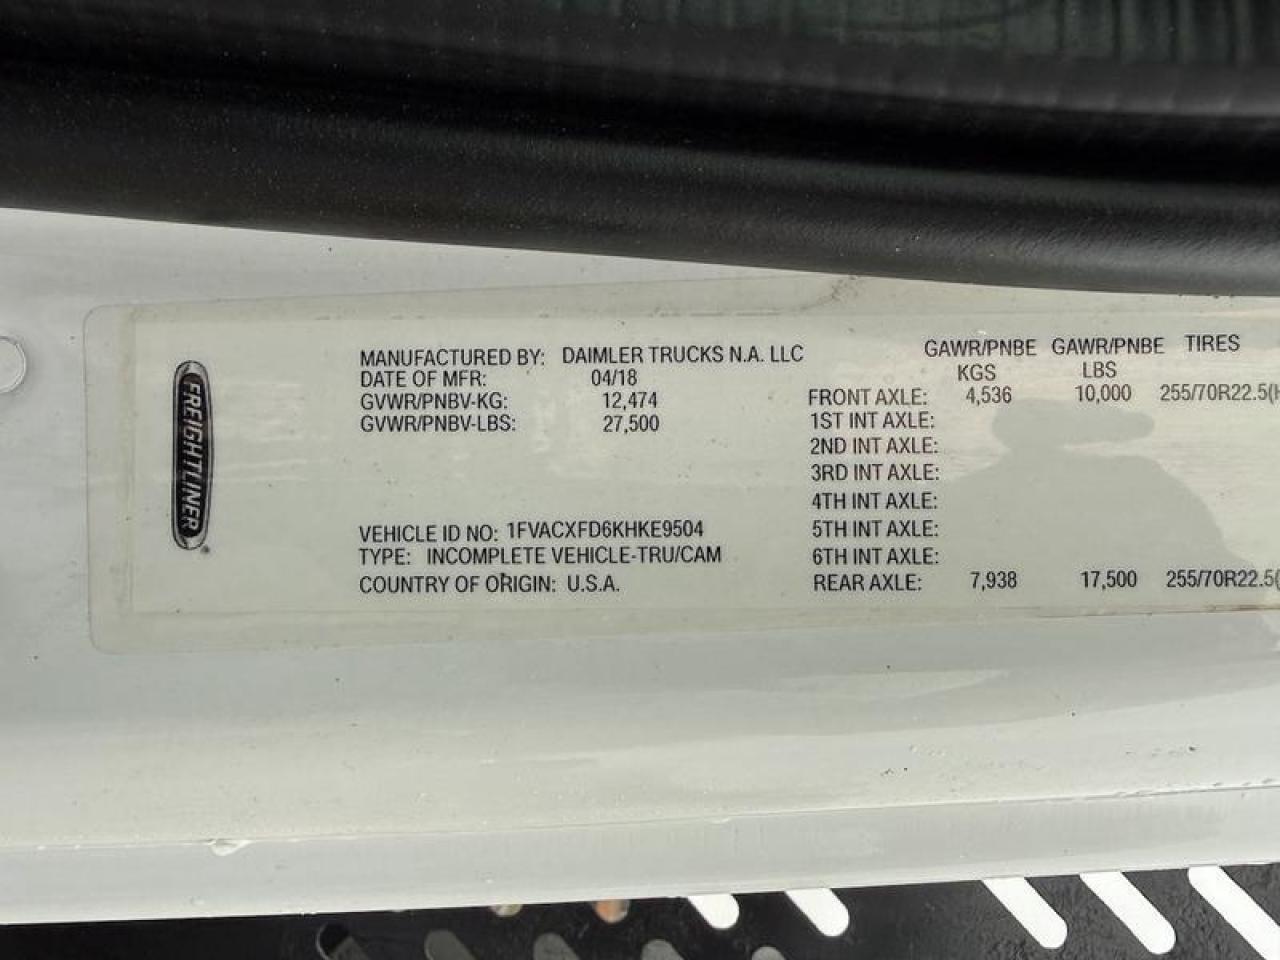 FREIGHTLINER
MANUFACTURED BY: DAIMLER TRUCKS N.A. LLC
DATE OF MFR: 04/18
GVWR/PNBV-KG: 12,474
GVWR/PNBV-LBS: 27,500
VEHICLE ID NO: 1FVACXFD6KHKE9504
TYPE: INCOMPLETE VEHICLE-TRU/CAM
COUNTRY OF ORIGIN: U.S.A.
GAWR/PNBE GAWR/PNBE TIRES
KGS LBS
FRONT AXLE: 4,536 10,000 255/70R22.5(H
1ST INT AXLE:
2ND INT AXLE:
3RD INT AXLE:
4TH INT AXLE:
5TH INT AXLE:
6TH INT AXLE:
REAR AXLE: 7,938 17,500 255/70R22.5(